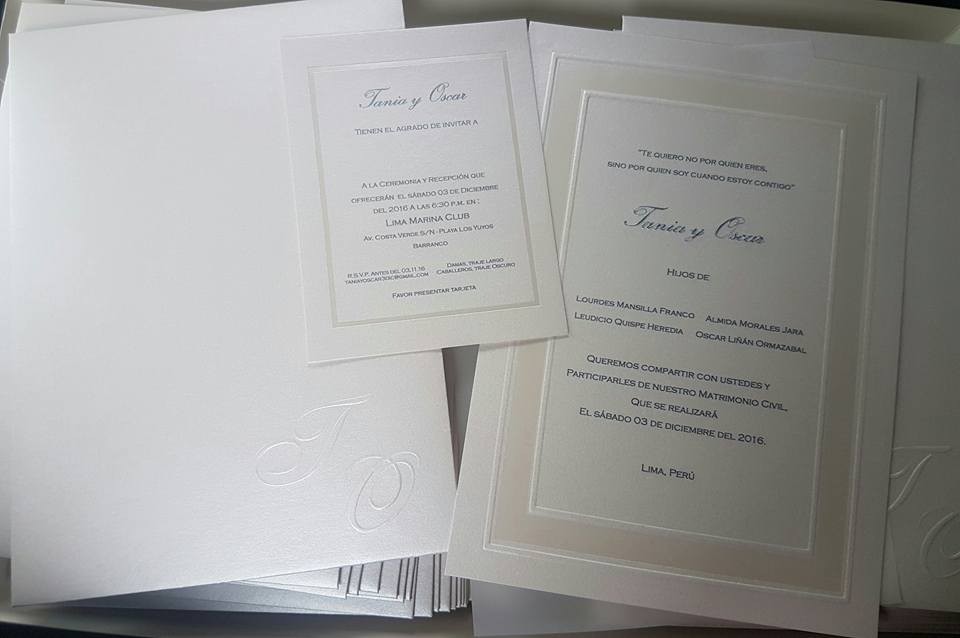 Tania y Oscar
Tienen el agrado de invitar a
A la Ceremonia y Recepción que
ofrecerán el sábado 03 de Diciembre
del 2016 a las 6:30 p.m. en :
Lima Marina Club
Av. Costa Verde S/N - Playa Los Yuyos
Barranco
R.S.V.P. Antes del 03.11.16
taniayoscar3dic@gmail.com
Damas, traje largo
Caballeros, traje Oscuro
Favor presentar tarjeta
"Te quiero no por quien eres,
sino por quien soy cuando estoy contigo"
Tania y Oscar
Hijos de
Lourdes Mansilla Franco Almida Morales Jara
Leudicio Quispe Heredia Oscar Liñán Ormazabal
Queremos compartir con ustedes y
Participarles de nuestro Matrimonio Civil,
Que se realizará
El sábado 03 de diciembre del 2016.
Lima, Perú
T
O
T
O